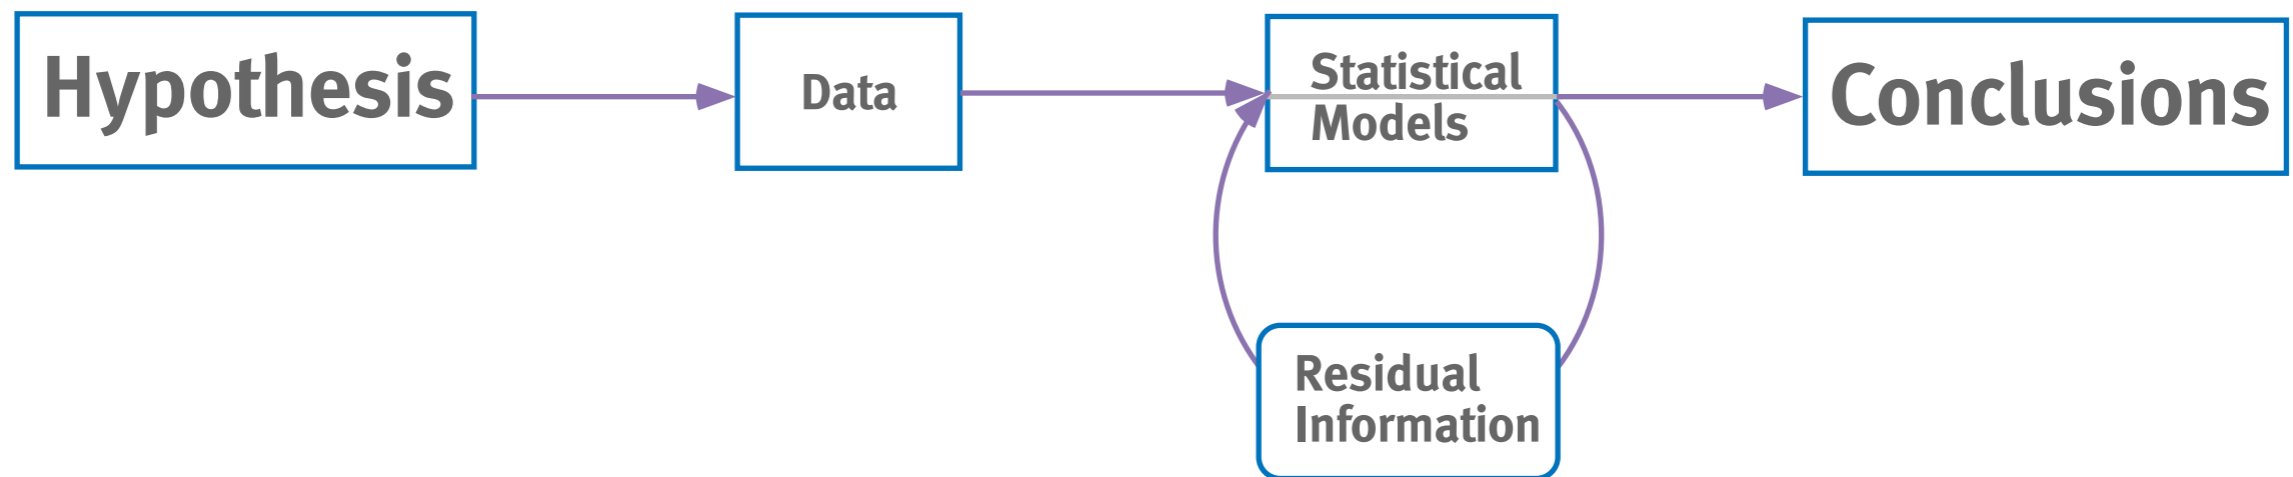 Hypothesis
Data
Statistical
Models
Conclusions
Residual
Information